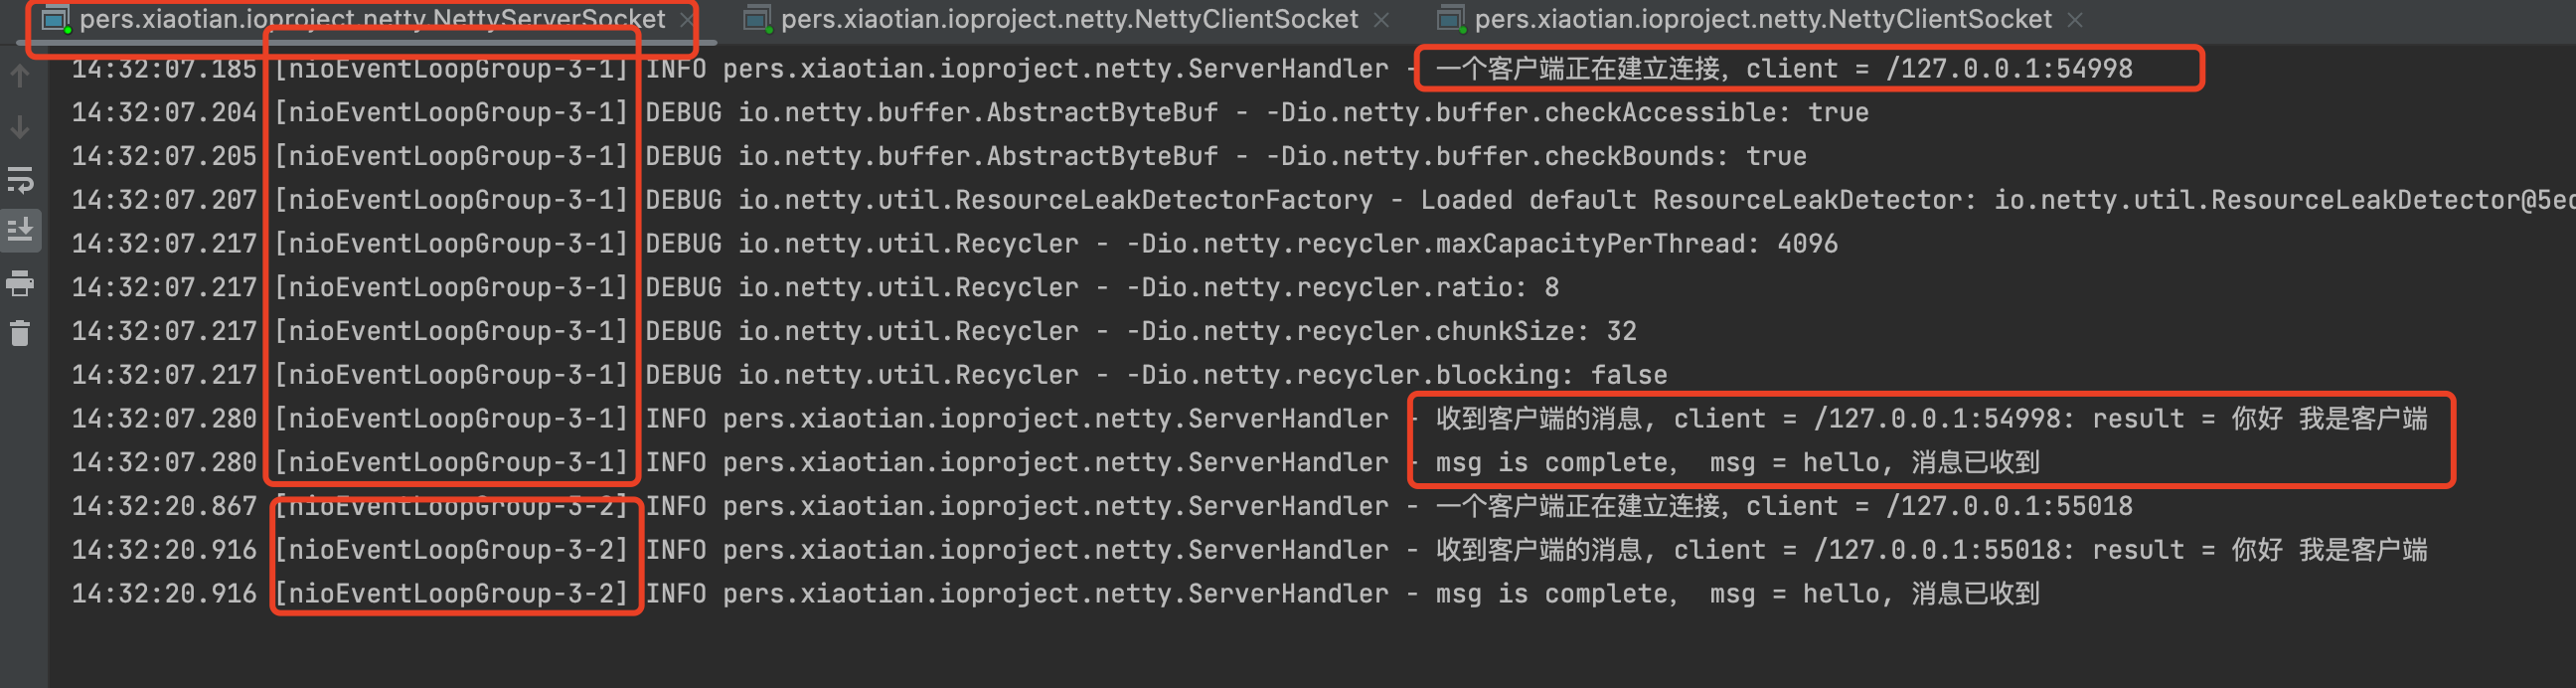 pers.xiaotian.ioproject.netty.NettyServerSocket pers.xiaotian.ioproject.netty.NettyClientSocket pers.xiaotian.ioproject.netty.NettyClientSocket
14:32:07.185 [nioEventLoopGroup-3-1] INFO pers.xiaotian.ioproject.netty.ServerHandler - 一个客户端正在建立连接，client = /127.0.0.1:54998
14:32:07.204 [nioEventLoopGroup-3-1] DEBUG io.netty.buffer.AbstractByteBuf - -Dio.netty.buffer.checkAccessible: true
14:32:07.205 [nioEventLoopGroup-3-1] DEBUG io.netty.buffer.AbstractByteBuf - -Dio.netty.buffer.checkBounds: true
14:32:07.207 [nioEventLoopGroup-3-1] DEBUG io.netty.util.ResourceLeakDetectorFactory - Loaded default ResourceLeakDetector: io.netty.util.ResourceLeakDetector@5ec
14:32:07.217 [nioEventLoopGroup-3-1] DEBUG io.netty.util.Recycler - -Dio.netty.recycler.maxCapacityPerThread: 4096
14:32:07.217 [nioEventLoopGroup-3-1] DEBUG io.netty.util.Recycler - -Dio.netty.recycler.ratio: 8
14:32:07.217 [nioEventLoopGroup-3-1] DEBUG io.netty.util.Recycler - -Dio.netty.recycler.chunkSize: 32
14:32:07.217 [nioEventLoopGroup-3-1] DEBUG io.netty.util.Recycler - -Dio.netty.recycler.blocking: false
14:32:07.280 [nioEventLoopGroup-3-1] INFO pers.xiaotian.ioproject.netty.ServerHandler - 收到客户端的消息，client = /127.0.0.1:54998: result = 你好 我是客户端
14:32:07.280 [nioEventLoopGroup-3-1] INFO pers.xiaotian.ioproject.netty.ServerHandler - msg is complete， msg = hello, 消息已收到
14:32:20.867 [nioEventLoopGroup-3-2] INFO pers.xiaotian.ioproject.netty.ServerHandler - 一个客户端正在建立连接，client = /127.0.0.1:55018
14:32:20.916 [nioEventLoopGroup-3-2] INFO pers.xiaotian.ioproject.netty.ServerHandler - 收到客户端的消息，client = /127.0.0.1:55018: result = 你好 我是客户端
14:32:20.916 [nioEventLoopGroup-3-2] INFO pers.xiaotian.ioproject.netty.ServerHandler - msg is complete， msg = hello, 消息已收到